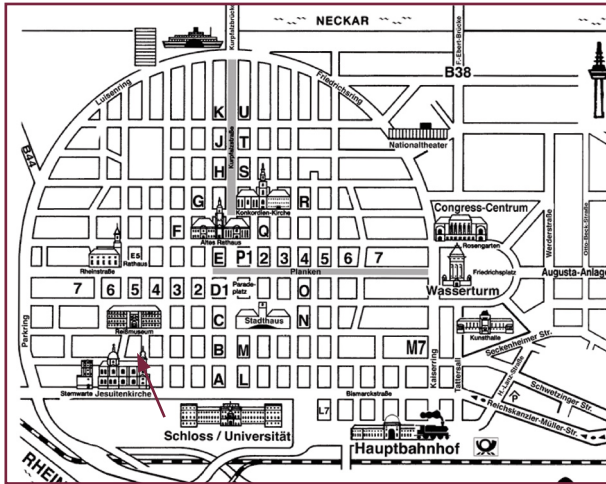 NECKAR
Kurpfalzbrücke
F.-Ebert-Brücke
B38
Luisenring
Friedrichsring
K U
J T
H S
Kurpfalzstraße
Nationaltheater
B44
G
Konkordien-Kirche
R
Congress-Centrum
Rosengarten
F
Altes Rathaus
Q
Werderstraße
Otto-Beck-Straße
Rheinstraße
E5
Rathaus
E P1 2 3 4 5 6 7
Planken
Friedrichsplatz
Augusta-Anlage
Wasserturm
7 6 5 4 3 2 D1
Parade-
platz
O
Reißmuseum
C
Stadthaus
N
Kunsthalle
Parkring
B M
M7
Seckenheimer Str.
Kaiserring
Tattersall
H.-Lanz-Straße
Schwetzinger Str.
Sternwarte
Jesuitenkirche
A L
Bismarckstraße
P
Reichskanzler-Müller-Str.
L7
Schloss / Universität
Hauptbahnhof
RHEIN